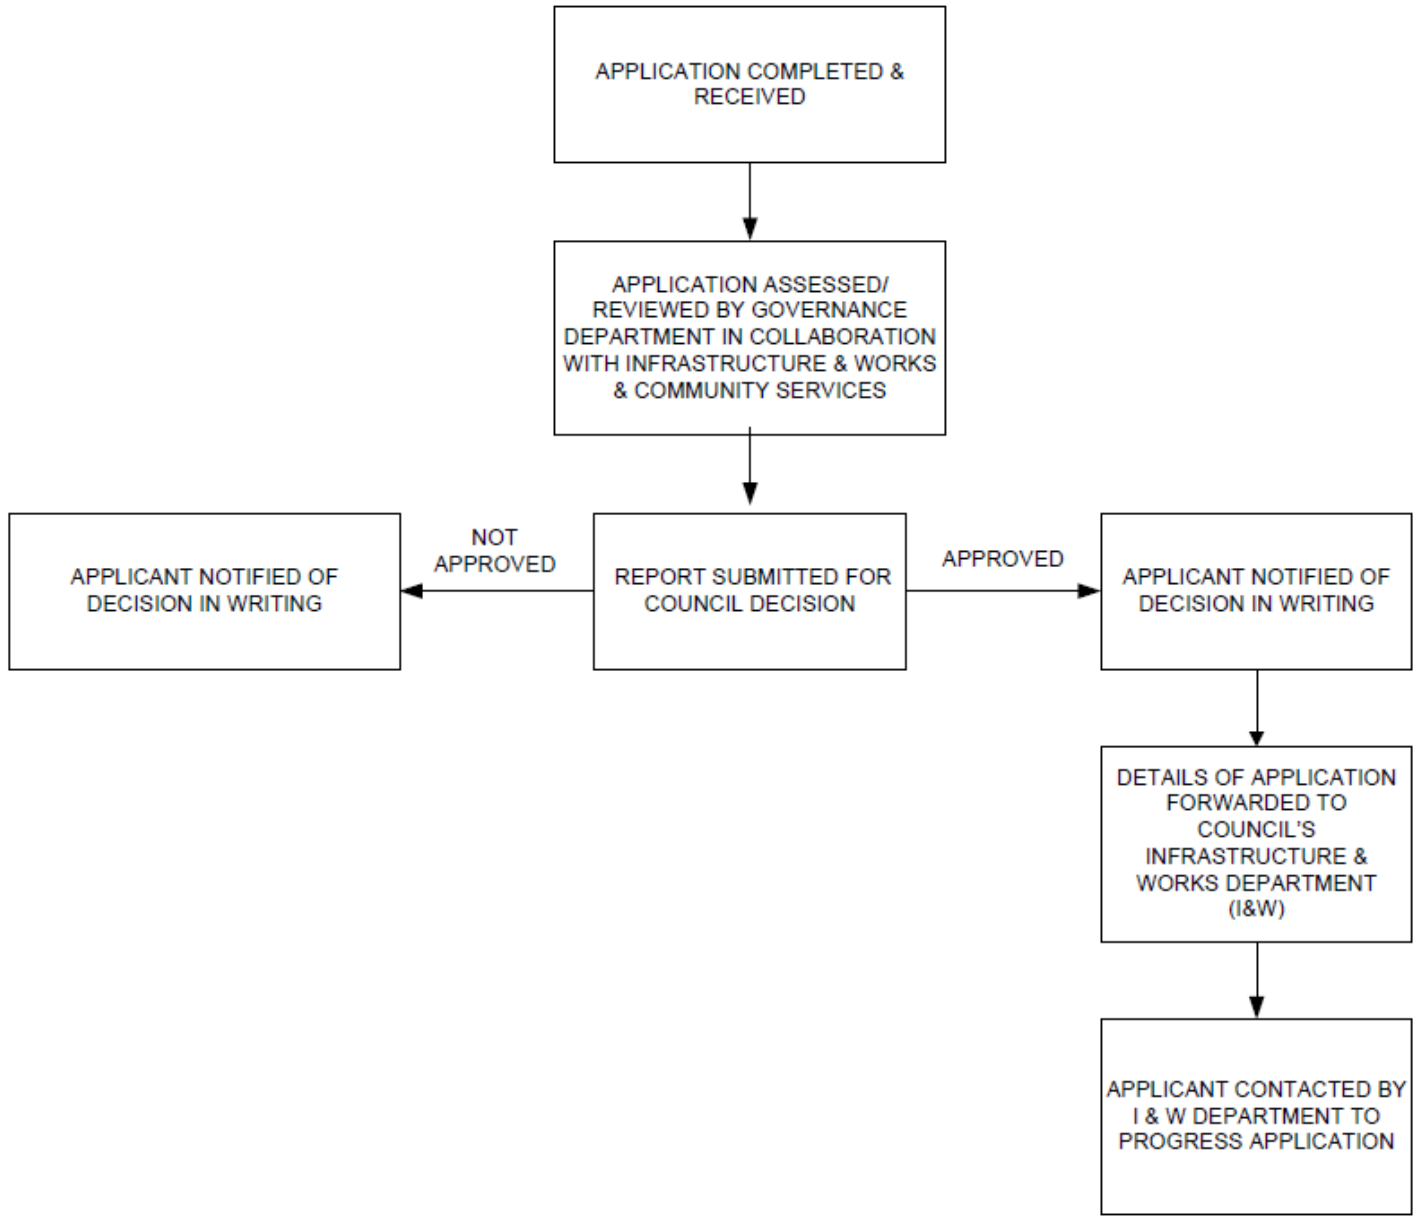 APPLICATION COMPLETED &
RECEIVED
APPLICATION ASSESSED/
REVIEWED BY GOVERNANCE
DEPARTMENT IN COLLABORATION
WITH INFRASTRUCTURE & WORKS
& COMMUNITY SERVICES
APPLICANT NOTIFIED OF
DECISION IN WRITING
NOT
APPROVED
REPORT SUBMITTED FOR
COUNCIL DECISION
APPROVED
APPLICANT NOTIFIED OF
DECISION IN WRITING
DETAILS OF APPLICATION
FORWARDED TO
COUNCIL'S
INFRASTRUCTURE &
WORKS DEPARTMENT
(I&W)
APPLICANT CONTACTED BY
I & W DEPARTMENT TO
PROGRESS APPLICATION